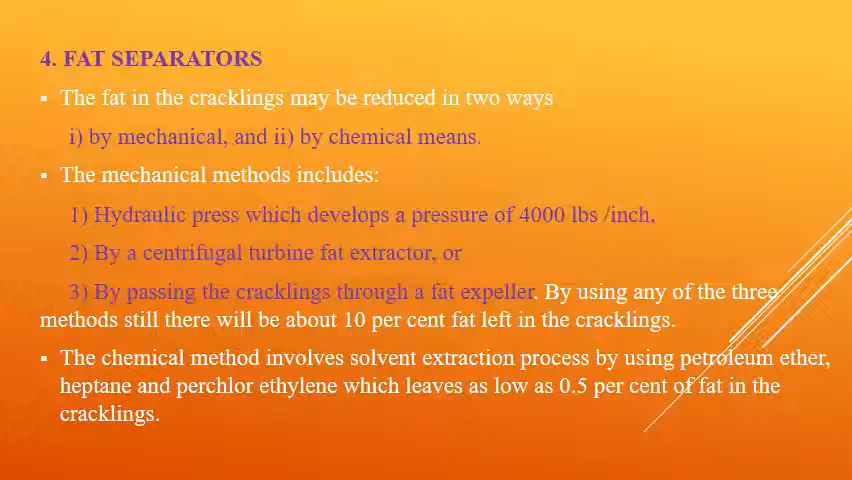 4. FAT SEPARATORS
▪ The fat in the cracklings may be reduced in two ways
i) by mechanical, and ii) by chemical means.
▪ The mechanical methods includes:
1) Hydraulic press which develops a pressure of 4000 lbs /inch,
2) By a centrifugal turbine fat extractor, or
3) By passing the cracklings through a fat expeller. By using any of the three
methods still there will be about 10 per cent fat left in the cracklings.
▪ The chemical method involves solvent extraction process by using petroleum ether,
heptane and perchlor ethylene which leaves as low as 0.5 per cent of fat in the
cracklings.